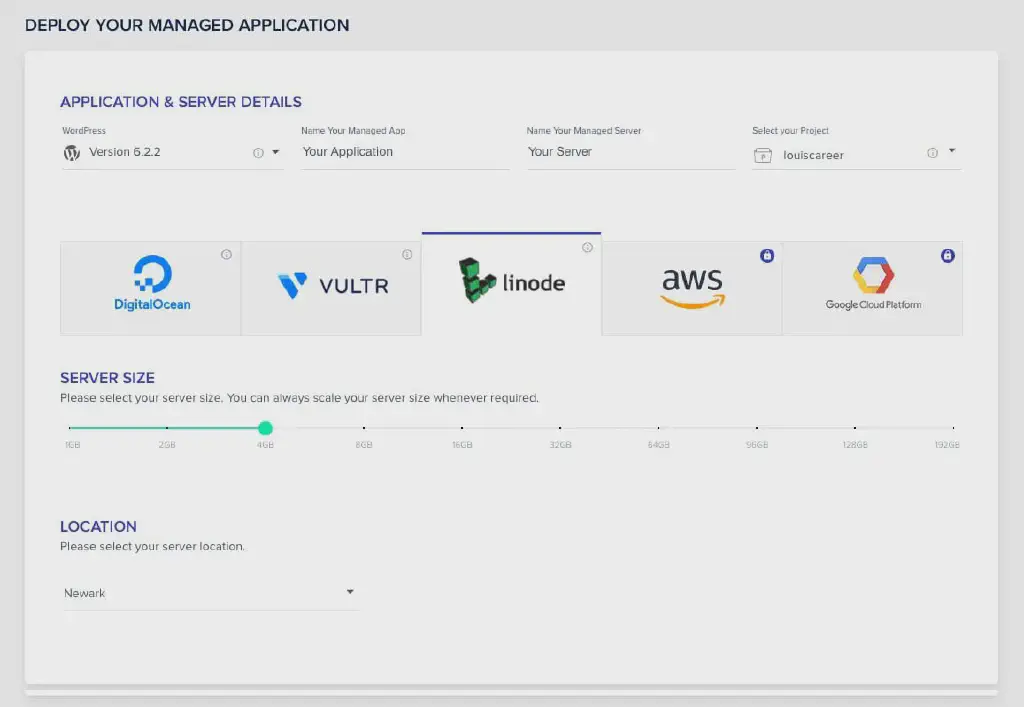 DEPLOY YOUR MANAGED APPLICATION
APPLICATION & SERVER DETAILS
WordPress
Name Your Managed App
Name Your Managed Server
Select your Project
Version 6.2.2
Your Application
Your Server
louiscareer
DigitalOcean
VULTR
linode
aws
Google Cloud Platform
SERVER SIZE
Please select your server size. You can always scale your server size whenever required.
1GB 2GB 4GB 8GB 16GB 32GB 64GB 96GB 128GB 192GB
LOCATION
Please select your server location.
Newark